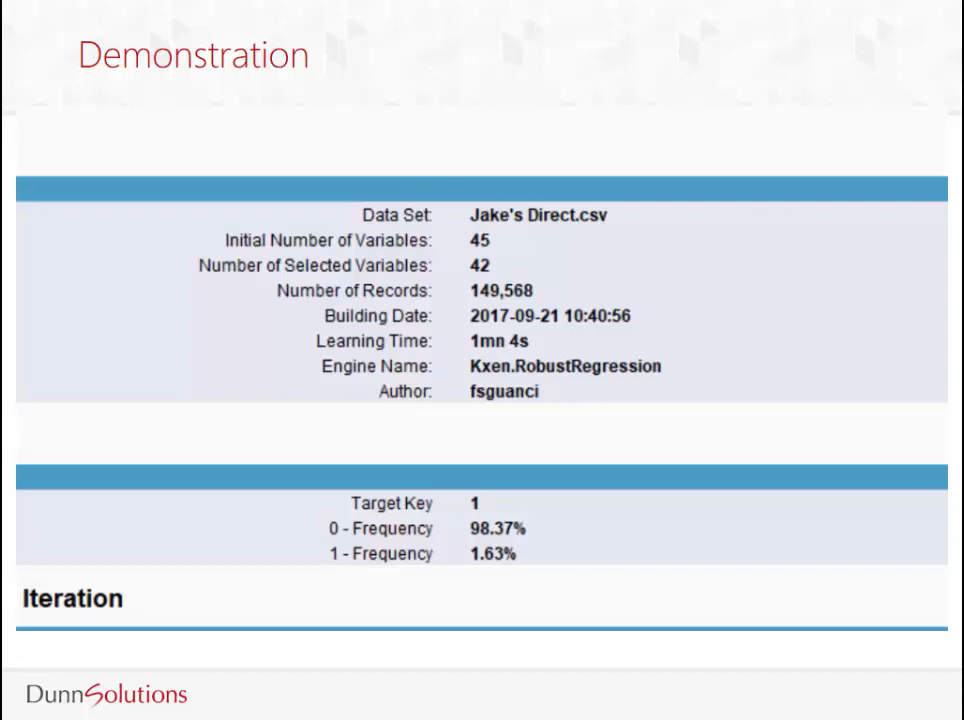 Demonstration
Data Set: Jake's Direct.csv
Initial Number of Variables: 45
Number of Selected Variables: 42
Number of Records: 149,568
Building Date: 2017-09-21 10:40:56
Learning Time: 1mn 4s
Engine Name: Kxen.RobustRegression
Author: fsguanci
Target Key 1
0 - Frequency 98.37%
1 - Frequency 1.63%
Iteration
DunnSolutions